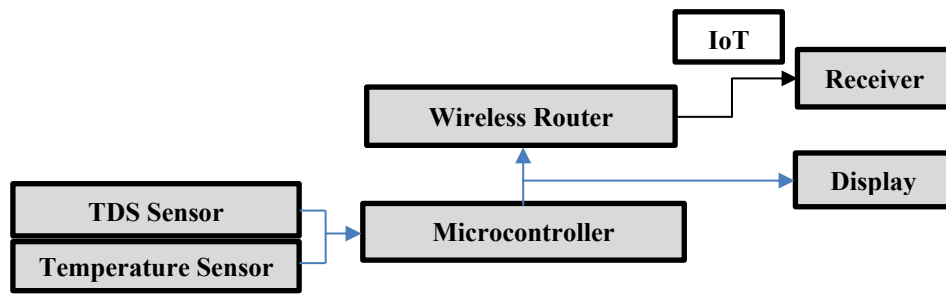 IoT
Receiver
Wireless Router
Display
TDS Sensor
Microcontroller
Temperature Sensor